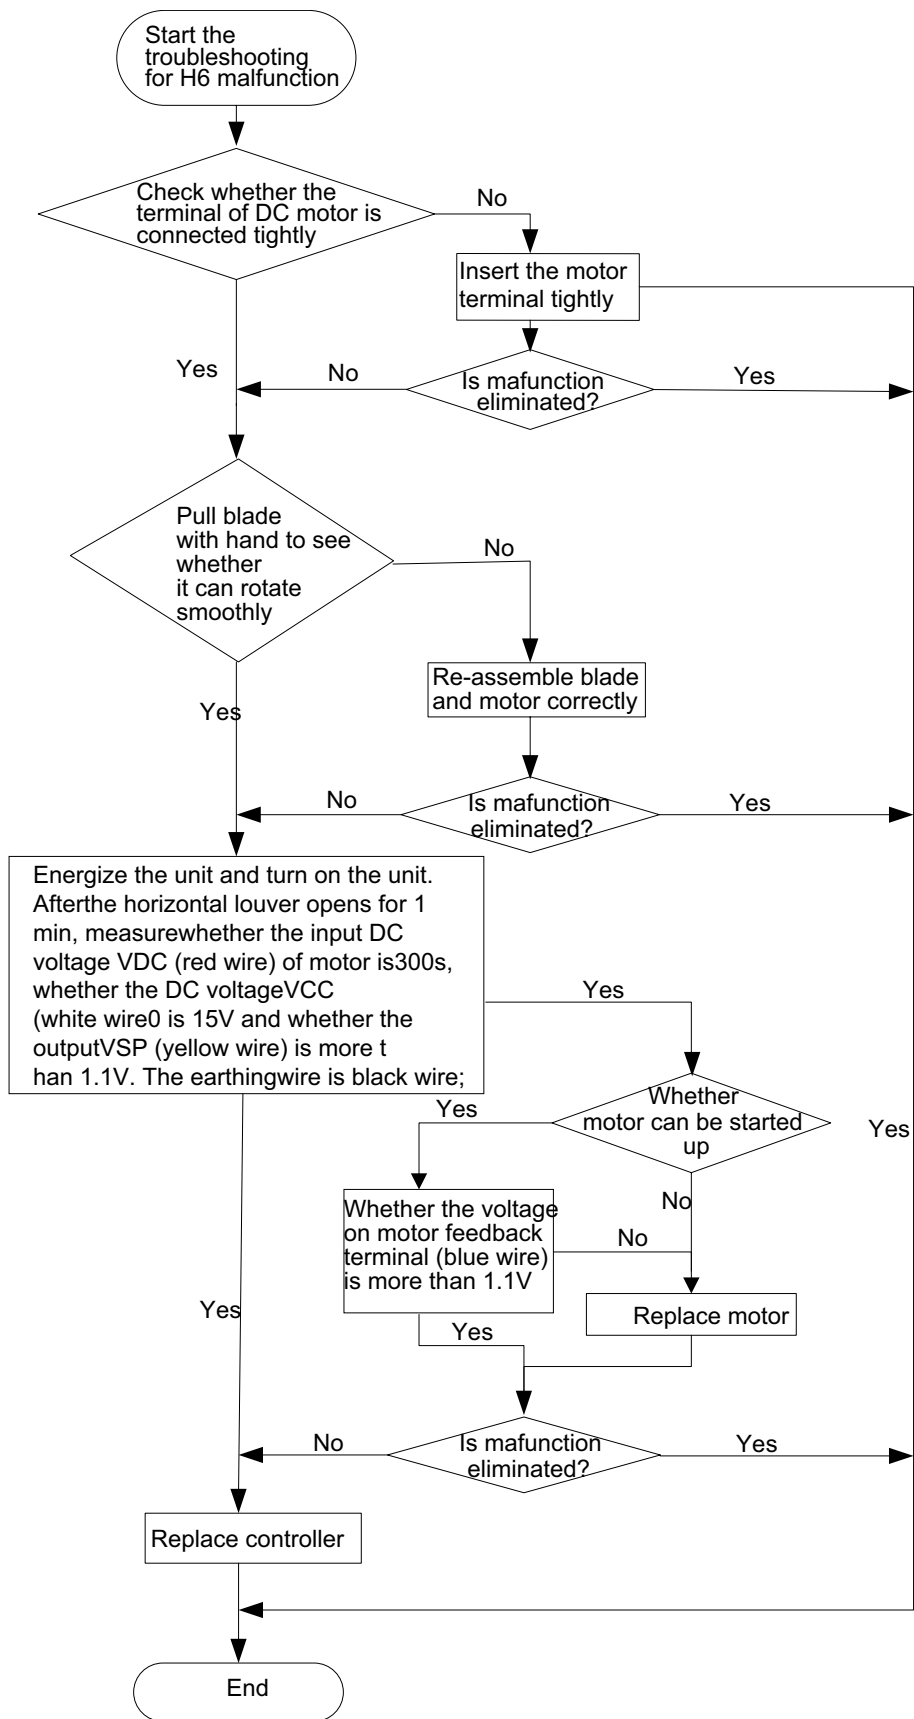 Start the
troubleshooting
for H6 malfunction
Check whether the
terminal of DC motor is
connected tightly
No
Insert the motor
terminal tightly
Yes
No
Is mafunction
eliminated?
Yes
Pull blade
with hand to see
whether
it can rotate
smoothly
No
Re-assemble blade
and motor correctly
Yes
No
Is mafunction
eliminated?
Yes
Energize the unit and turn on the unit.
Afterthe horizontal louver opens for 1
min, measurewhether the input DC
voltage VDC (red wire) of motor is300s,
whether the DC voltageVCC
(white wire0 is 15V and whether the
outputVSP (yellow wire) is more t
han 1.1V. The earthingwire is black wire;
Yes
Whether
motor can be started
up
Yes
Yes
No
Whether the voltage
on motor feedback
terminal (blue wire)
is more than 1.1V
No
Replace motor
Yes
Yes
No
Is mafunction
eliminated?
Yes
Replace controller
End